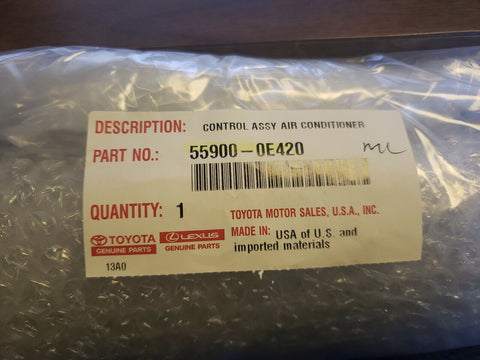 DESCRIPTION: CONTROL ASSY AIR CONDITIONER
PART NO.: 55900-0E420
QUANTITY: 1 TOYOTA MOTOR SALES, U.S.A., INC.
TOYOTA LEXUS MADE IN: USA of U.S. and
GENUINE PARTS GENUINE PARTS imported materials
13A0